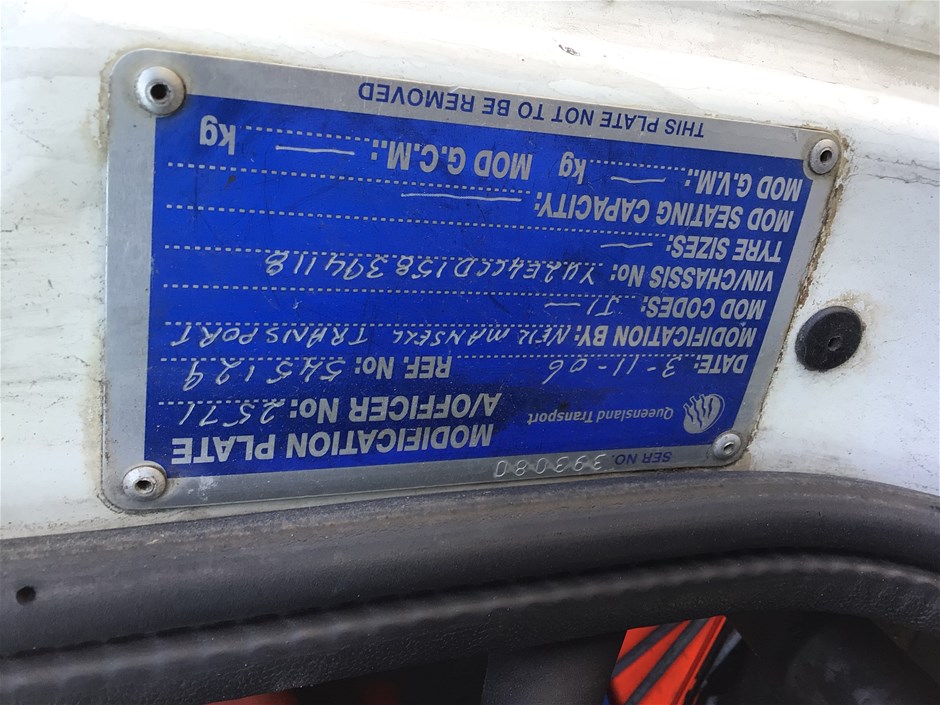 SER NO. 393080
MODIFICATION PLATE
Queensland Transport A/OFFICER No: 2571
DATE: 3-11-06 REF. No: 545129
MODIFICATION BY: NEIL MANSELL TRANSPORT
MOD CODES: J1 —
VIN/CHASSIS No: YV2E4CCD15B394118
TYRE SIZES: —
MOD SEATING CAPACITY: —
MOD G.V.M.: — kg MOD G.C.M.: — kg
THIS PLATE NOT TO BE REMOVED